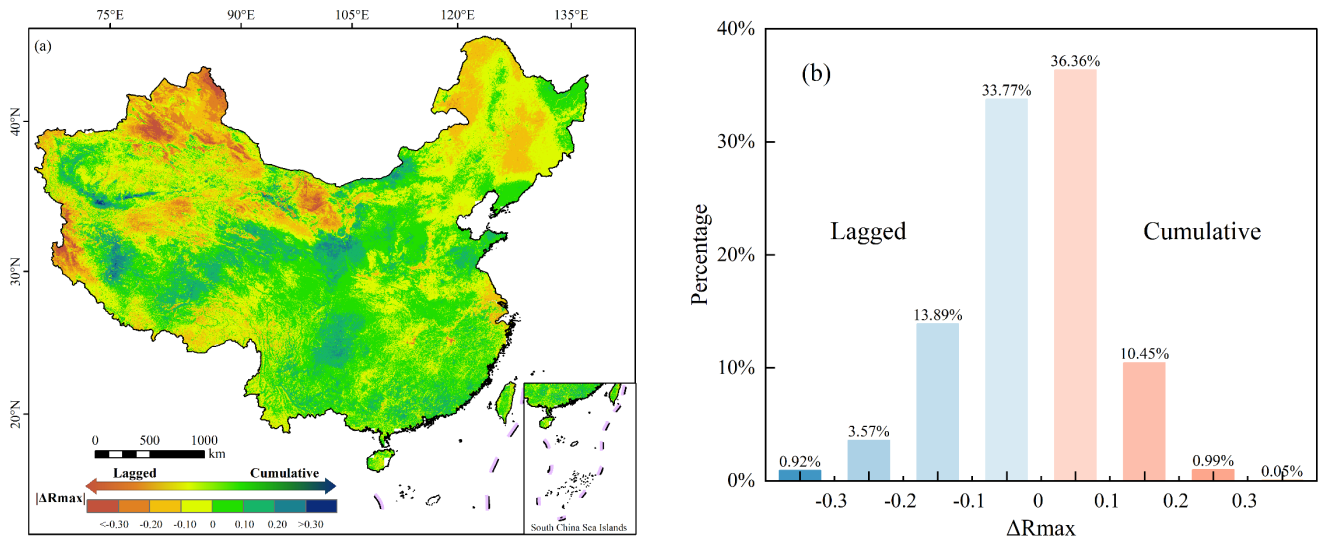 75°E 90°E 105°E 120°E 135°E
(a)
40°N
30°N
20°N
0 500 1000
km
Lagged Cumulative
|ΔRmax|
<-0.30 -0.20 -0.10 0 0.10 0.20 >0.30
South China Sea Islands
(b)
40%
30%
20%
10%
0%
Percentage
0.92%
3.57%
13.89%
33.77%
36.36%
10.45%
0.99%
0.05%
Lagged
Cumulative
-0.3 -0.2 -0.1 0 0.1 0.2 0.3
ΔRmax